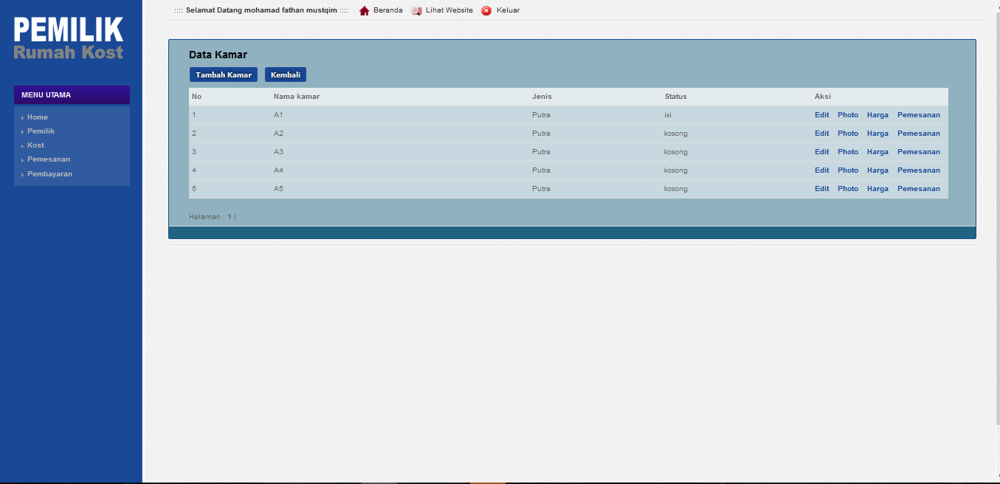 PEMILIK
Rumah Kost
MENU UTAMA
Home
Pemilik
Kost
Pemesanan
Pembayaran
:::: Selamat Datang mohamad fathan mustqim :::: Beranda Lihat Website Keluar
Data Kamar
Tambah Kamar Kembali
No Nama kamar Jenis Status Aksi
1 A1 Putra isi Edit Photo Harga Pemesanan
2 A2 Putra kosong Edit Photo Harga Pemesanan
3 A3 Putra kosong Edit Photo Harga Pemesanan
4 A4 Putra kosong Edit Photo Harga Pemesanan
5 A5 Putra kosong Edit Photo Harga Pemesanan
Halaman : 1 |